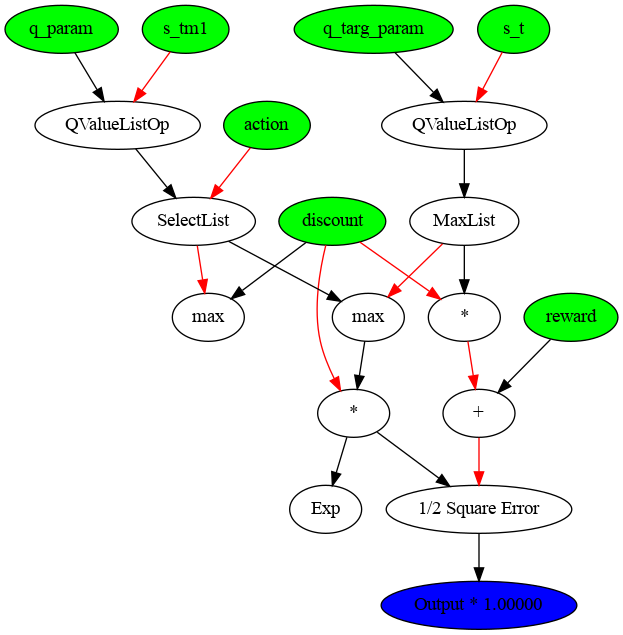 q_param
s_tm1
q_targ_param
s_t
QValueListOp
action
QValueListOp
SelectList
discount
MaxList
max
max
*
reward
*
+
Exp
1/2 Square Error
Output * 1.00000